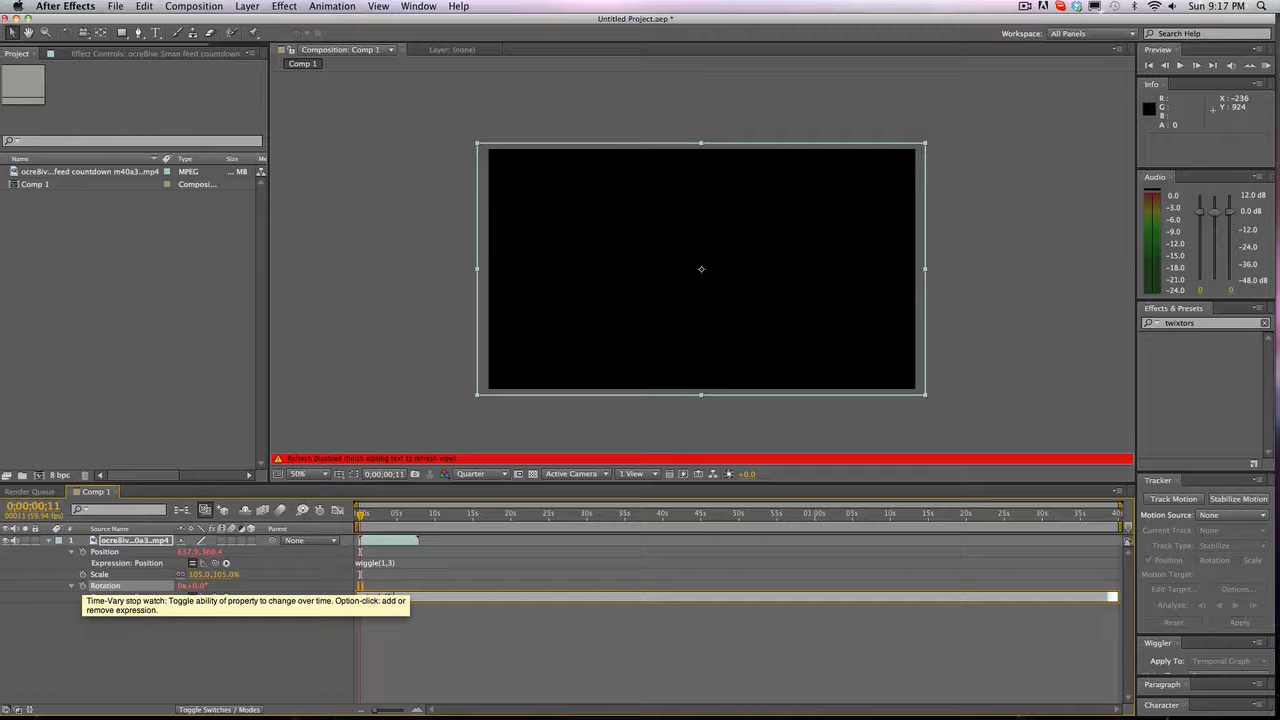 After Effects File Edit Composition Layer Effect Animation View Window Help
Sun 9:17 PM
Untitled Project.aep *
Workspace: All Panels
Search Help
Project
Effect Controls: ocre8ive 5man feed countdown
Composition: Comp 1
Layer: (none)
Comp 1
Preview
Info
R :
G :
B :
A : 0
X : -236
Y : 924
Name Type Size Me
ocre8iv...feed countdown m40a3...mp4 MPEG ... MB
Comp 1 Composi...
Audio
0.0
-3.0
-6.0
-9.0
-12.0
-15.0
-18.0
-21.0
-24.0
12.0 dB
0.0 dB
-12.0
-24.0
-36.0
-48.0 dB
0 0
Effects & Presets
twixtors
Refresh Disabled (finish editing text to refresh view)
8 bpc
50% 0;00;00;11 Quarter Active Camera 1 View +0.0
Tracker
Track Motion Stabilize Motion
Motion Source: None
Current Track: None
Track Type: Stabilize
Position Rotation Scale
Motion Target:
Edit Target... Options...
Analyze:
Reset Apply
Wiggler
Apply To: Temporal Graph
Paragraph
Character
Render Queue Comp 1
0;00;00;11
00011 (59.94 fps)
0s 05s 10s 15s 20s 25s 30s 35s 40s 45s 50s 55s 01:00s 05s 10s 15s 20s 25s 30s 35s 40s
# Source Name Parent
1 ocre8iv...0a3..mp4 None
Position 637.9,360.4
Expression: Position wiggle(1,3)
Scale 105.0,105.0%
Rotation 0x+0.0°
Time-Vary stop watch: Toggle ability of property to change over time. Option-click: add or
remove expression.
Toggle Switches / Modes